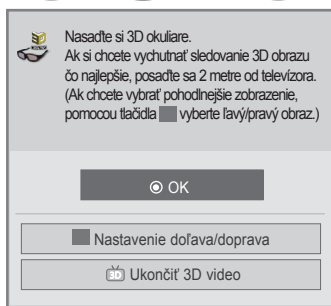 Nasaďte si 3D okuliare.
Ak si chcete vychutnať sledovanie 3D obrazu
čo najlepšie, posaďte sa 2 metre od televízora.
(Ak chcete vybrať pohodlnejšie zobrazenie,
pomocou tlačidla vyberte ľavý/pravý obraz.)
OK
Nastavenie doľava/doprava
3D Ukončiť 3D video